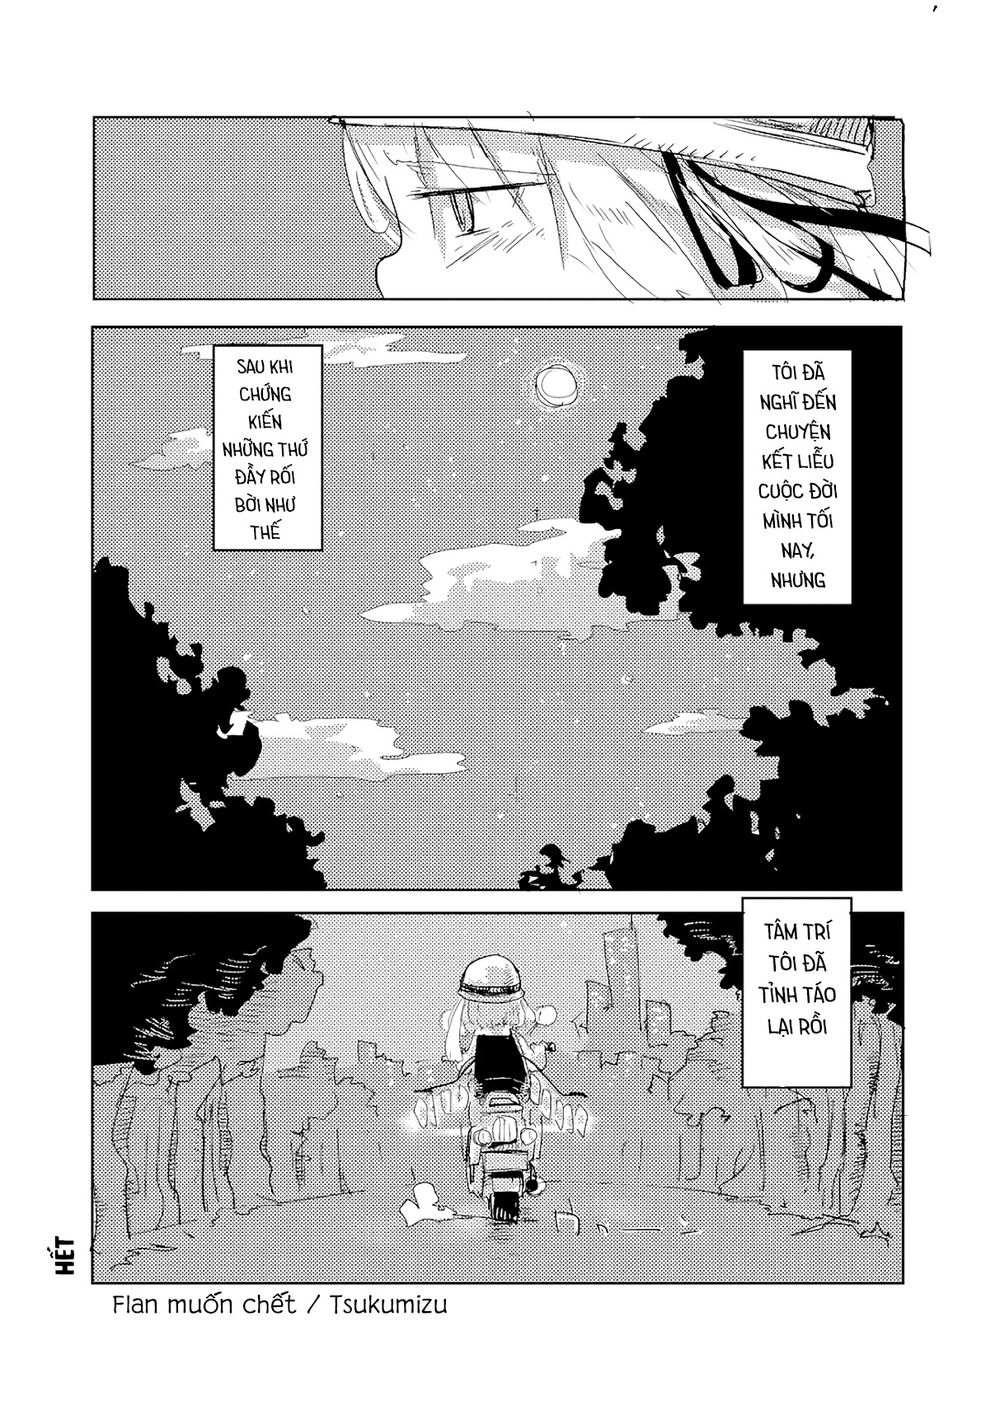 TÔI ĐÃ
NGHĨ ĐẾN
CHUYỆN
KẾT LIỄU
CUỘC ĐỜI
MÌNH TỐI
NAY,
NHƯNG
SAU KHI
CHỨNG
KIẾN
NHỮNG THỨ
ĐẦY RỐI
BỜI NHƯ
THẾ
TÂM TRÍ
TÔI ĐÃ
TỈNH TÁO
LẠI RỒI
HẾT
Flan muốn chết / Tsukumizu